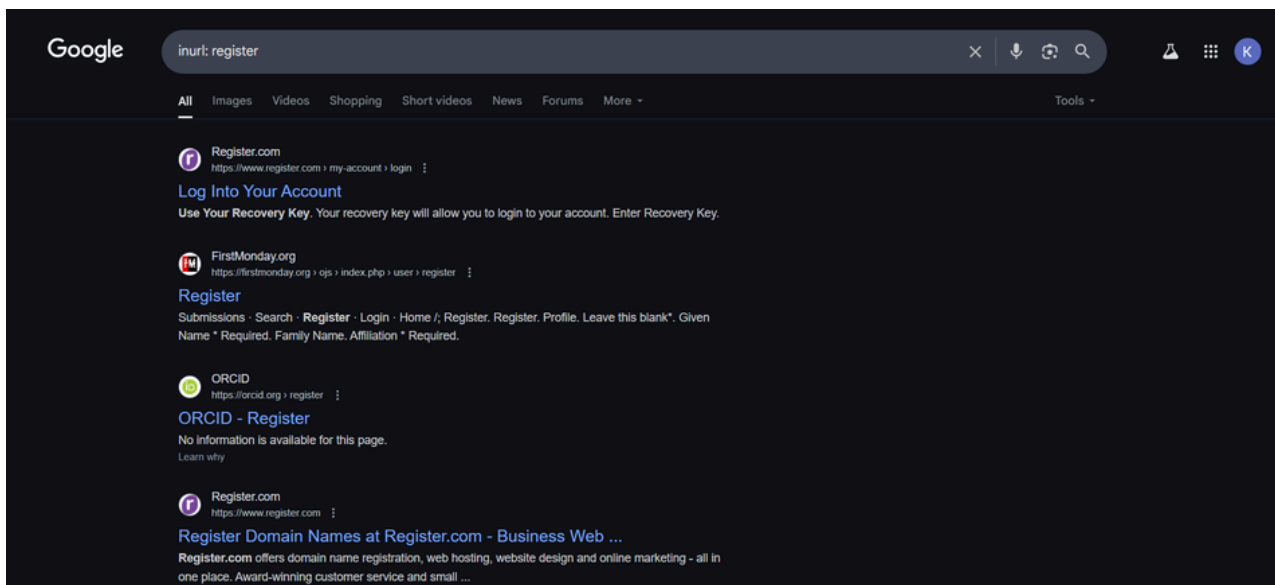 Google
inurl: register
K
All Images Videos Shopping Short videos News Forums More Tools
r
Register.com
https://www.register.com › my-account › login
Log Into Your Account
Use Your Recovery Key. Your recovery key will allow you to login to your account. Enter Recovery Key.
FM
FirstMonday.org
https://firstmonday.org › ojs › index.php › user › register
Register
Submissions · Search · Register · Login · Home /; Register. Register. Profile. Leave this blank*. Given
Name * Required. Family Name. Affiliation * Required.
iD
ORCID
https://orcid.org › register
ORCID - Register
No information is available for this page.
Learn why
r
Register.com
https://www.register.com
Register Domain Names at Register.com - Business Web ...
Register.com offers domain name registration, web hosting, website design and online marketing - all in
one place. Award-winning customer service and small ...